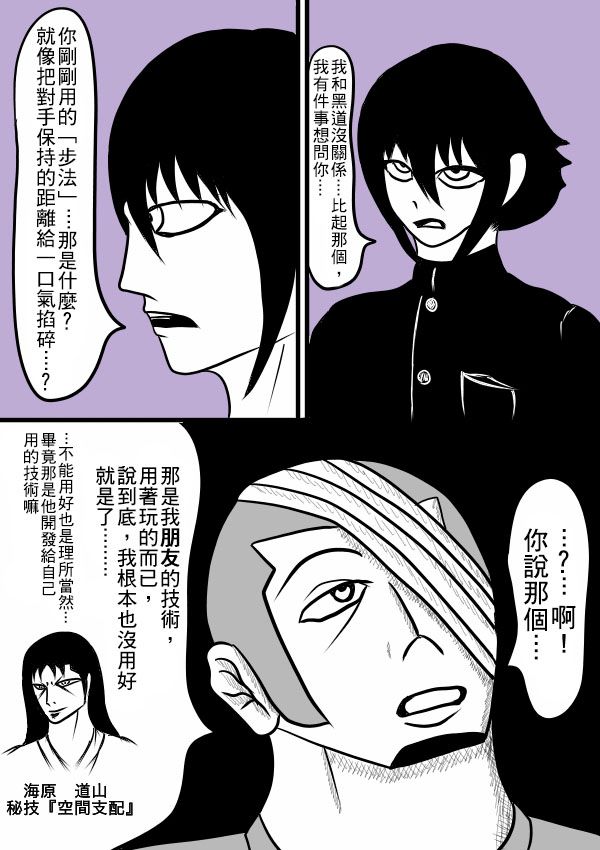 我和黑道沒關係‥‥比起那個，
我有件事想問你‥‥
你剛剛用的「步法」‥‥那是什麼？
就像把對手保持的距離給一口氣掐碎‥‥？
‥‥？‥‥啊！
你說那個‥‥
那是我朋友的技術，
用著玩的而已，
說到底，我根本也沒用好
就是了‥‥‥‥
‥‥不能用好也是理所當然‥‥
畢竟那是他開發給自己
用的技術嘛
海原　道山
秘技『空間支配』